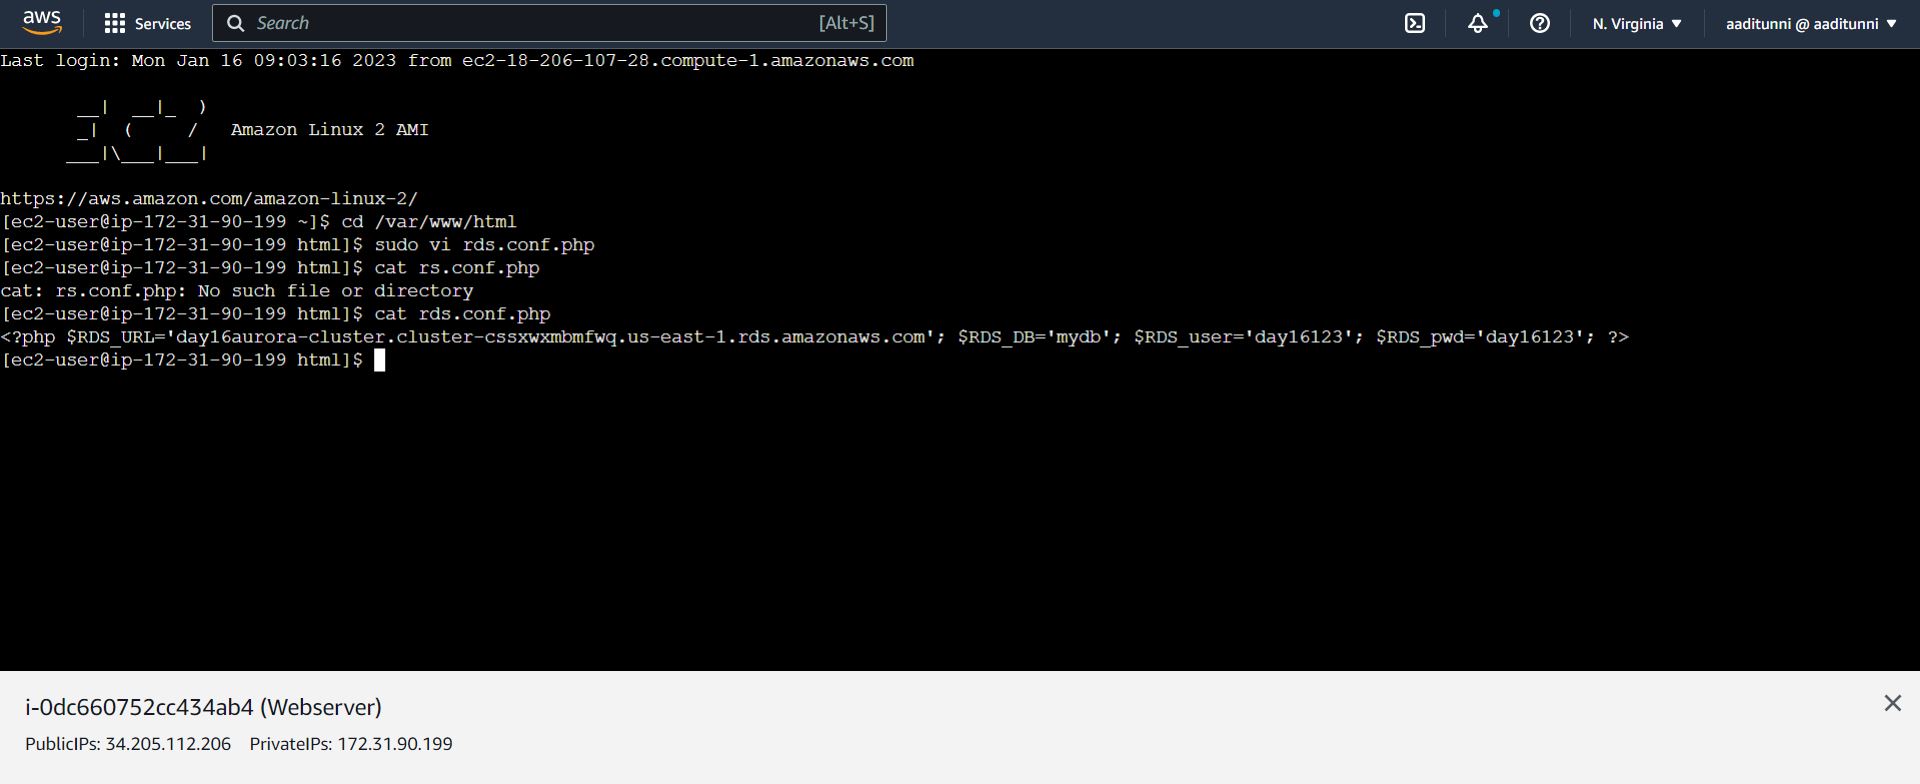 aws
Services
Search
[Alt+S]
N. Virginia
aaditunni @ aaditunni
Last login: Mon Jan 16 09:03:16 2023 from ec2-18-206-107-28.compute-1.amazonaws.com
       __|  __|_  )
       _|  (     /   Amazon Linux 2 AMI
      ___|\___|___|
https://aws.amazon.com/amazon-linux-2/
[ec2-user@ip-172-31-90-199 ~]$ cd /var/www/html
[ec2-user@ip-172-31-90-199 html]$ sudo vi rds.conf.php
[ec2-user@ip-172-31-90-199 html]$ cat rs.conf.php
cat: rs.conf.php: No such file or directory
[ec2-user@ip-172-31-90-199 html]$ cat rds.conf.php
<?php $RDS_URL='day16aurora-cluster.cluster-cssxwxmbmfwq.us-east-1.rds.amazonaws.com'; $RDS_DB='mydb'; $RDS_user='day16123'; $RDS_pwd='day16123'; ?>
[ec2-user@ip-172-31-90-199 html]$
i-0dc660752cc434ab4 (Webserver)
PublicIPs: 34.205.112.206 PrivateIPs: 172.31.90.199